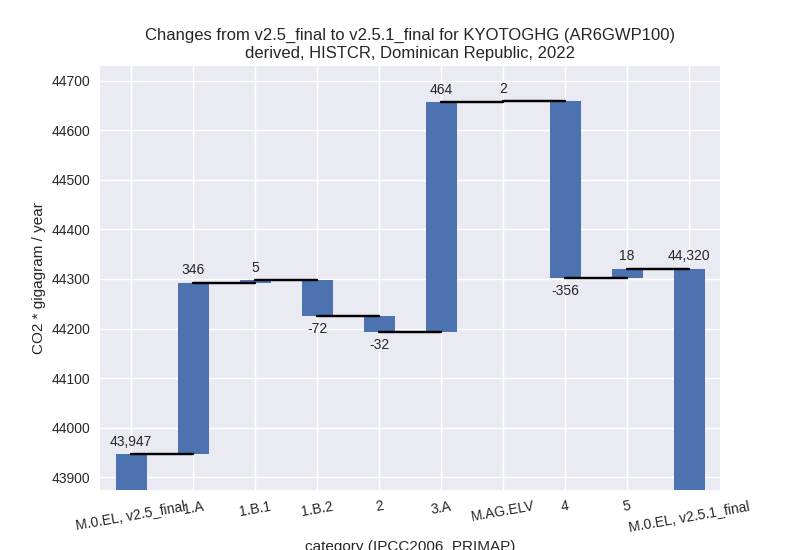 Changes from v2.5_final to v2.5.1_final for KYOTOGHG (AR6GWP100)
derived, HISTCR, Dominican Republic, 2022
CO2 * gigagram / year
44700
44600
44500
44400
44300
44200
44100
44000
43900
43,947
346
5
-72
-32
464
2
-356
18
44,320
M.0.EL, v2.5_final
1.A
1.B.1
1.B.2
2
3.A
M.AG.ELV
4
5
M.0.EL, v2.5.1_final
category (IPCC2006_PRIMAP)